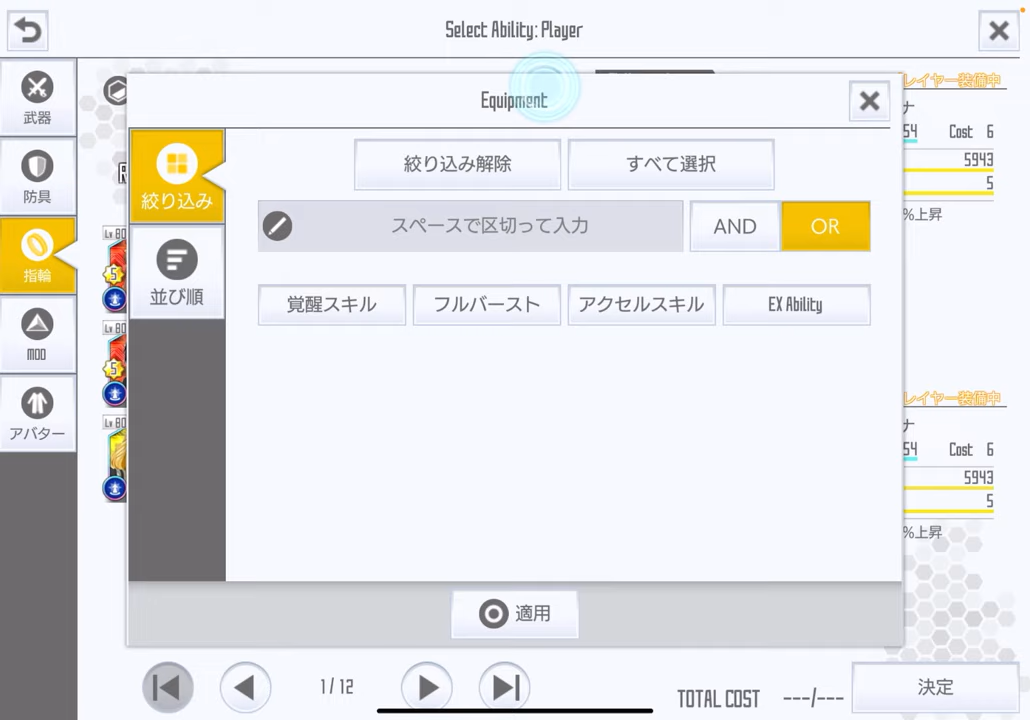 Select Ability: Player
武器
防具
指輪
MOD
アバター
Equipment
絞り込み
並び順
絞り込み解除
すべて選択
スペースで区切って入力
AND
OR
覚醒スキル
フルバースト
アクセルスキル
EX Ability
適用
Lv 80
Lv 80
Lv 80
レイヤー装備中
ナ
54 Cost 6
5943
5
%上昇
レイヤー装備中
ナ
54 Cost 6
5943
5
%上昇
1/12
TOTAL COST ---/---
決定